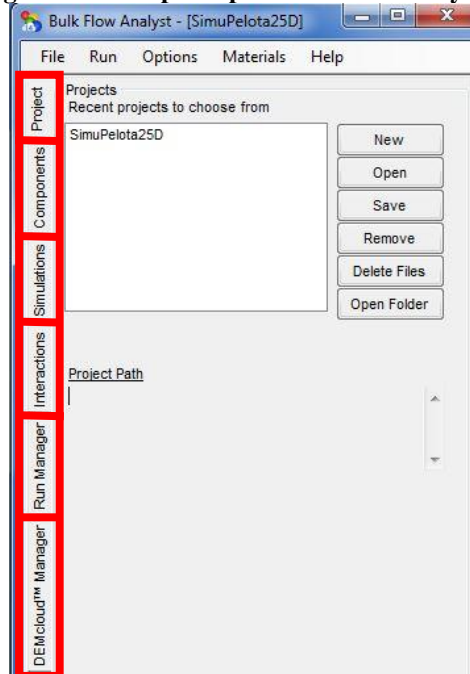 Bulk Flow Analyst - [SimuPelota25D]
File Run Options Materials Help
Project
Components
Simulations
Interactions
Run Manager
DEMcloud™ Manager
Projects
Recent projects to choose from
SimuPelota25D
New
Open
Save
Remove
Delete Files
Open Folder
Project Path